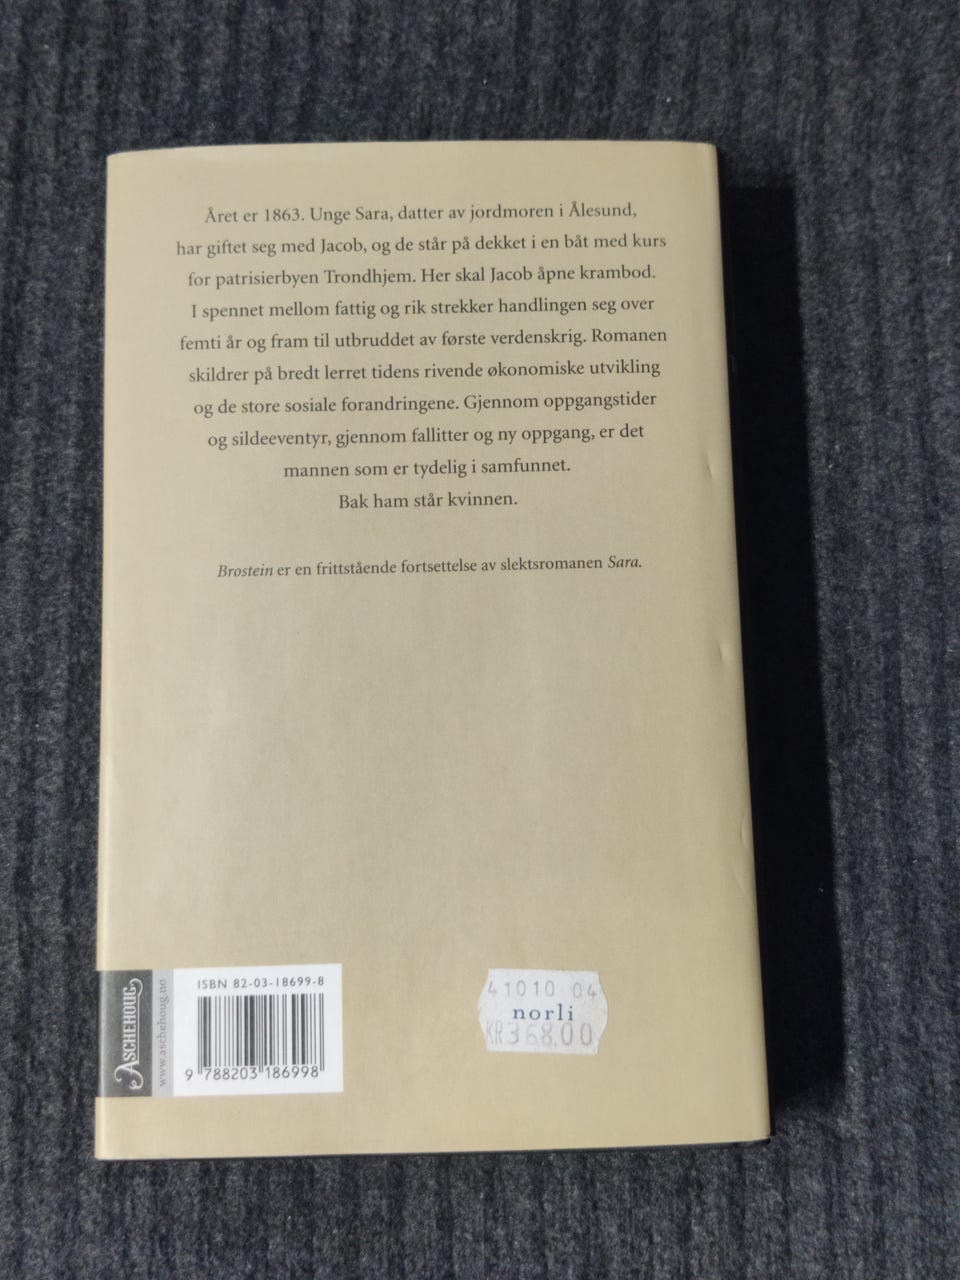 Året er 1863. Unge Sara, datter av jordmoren i Ålesund,
har giftet seg med Jacob, og de står på dekket i en båt med kurs
for patrisierbyen Trondhjem. Her skal Jacob åpne krambod.
I spennet mellom fattig og rik strekker handlingen seg over
femti år og fram til utbruddet av første verdenskrig. Romanen
skildrer på bredt lerret tidens rivende økonomiske utvikling
og de store sosiale forandringene. Gjennom oppgangstider
og sildeeventyr, gjennom fallitter og ny oppgang, er det
mannen som er tydelig i samfunnet.
Bak ham står kvinnen.
Brostein er en frittstående fortsettelse av slektsromanen Sara.
ASCHEHOUG
www.aschehoug.no
ISBN 82-03-18699-8
9 788203 186998
41010 04
norli
KR368.00